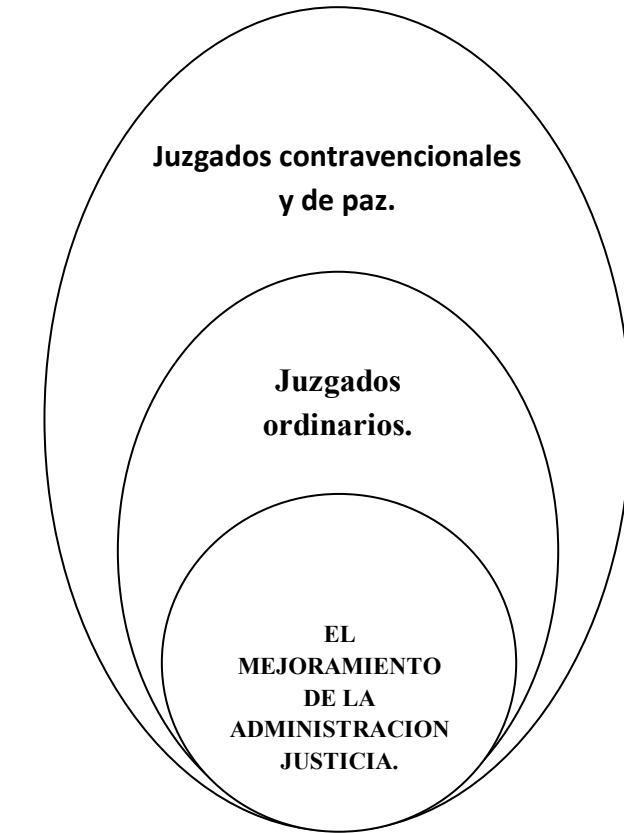 Juzgados contravencionales
y de paz.
Juzgados
ordinarios.
EL
MEJORAMIENTO
DE LA
ADMINISTRACION
JUSTICIA.